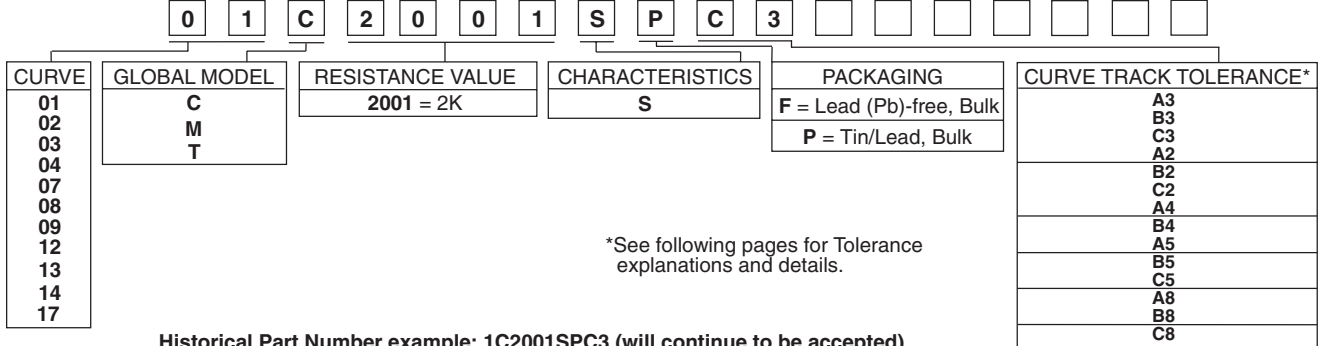 0 1 C 2 0 0 1 S P C 3
CURVE
01
02
03
04
07
08
09
12
13
14
17
GLOBAL MODEL
C
M
T
RESISTANCE VALUE
2001 = 2K
CHARACTERISTICS
S
PACKAGING
F = Lead (Pb)-free, Bulk
P = Tin/Lead, Bulk
CURVE TRACK TOLERANCE*
A3
B3
C3
A2
B2
C2
A4
B4
A5
B5
C5
A8
B8
C8
*See following pages for Tolerance
explanations and details.
Historical Part Number example: 1C2001SPC3 (will continue to be accepted)